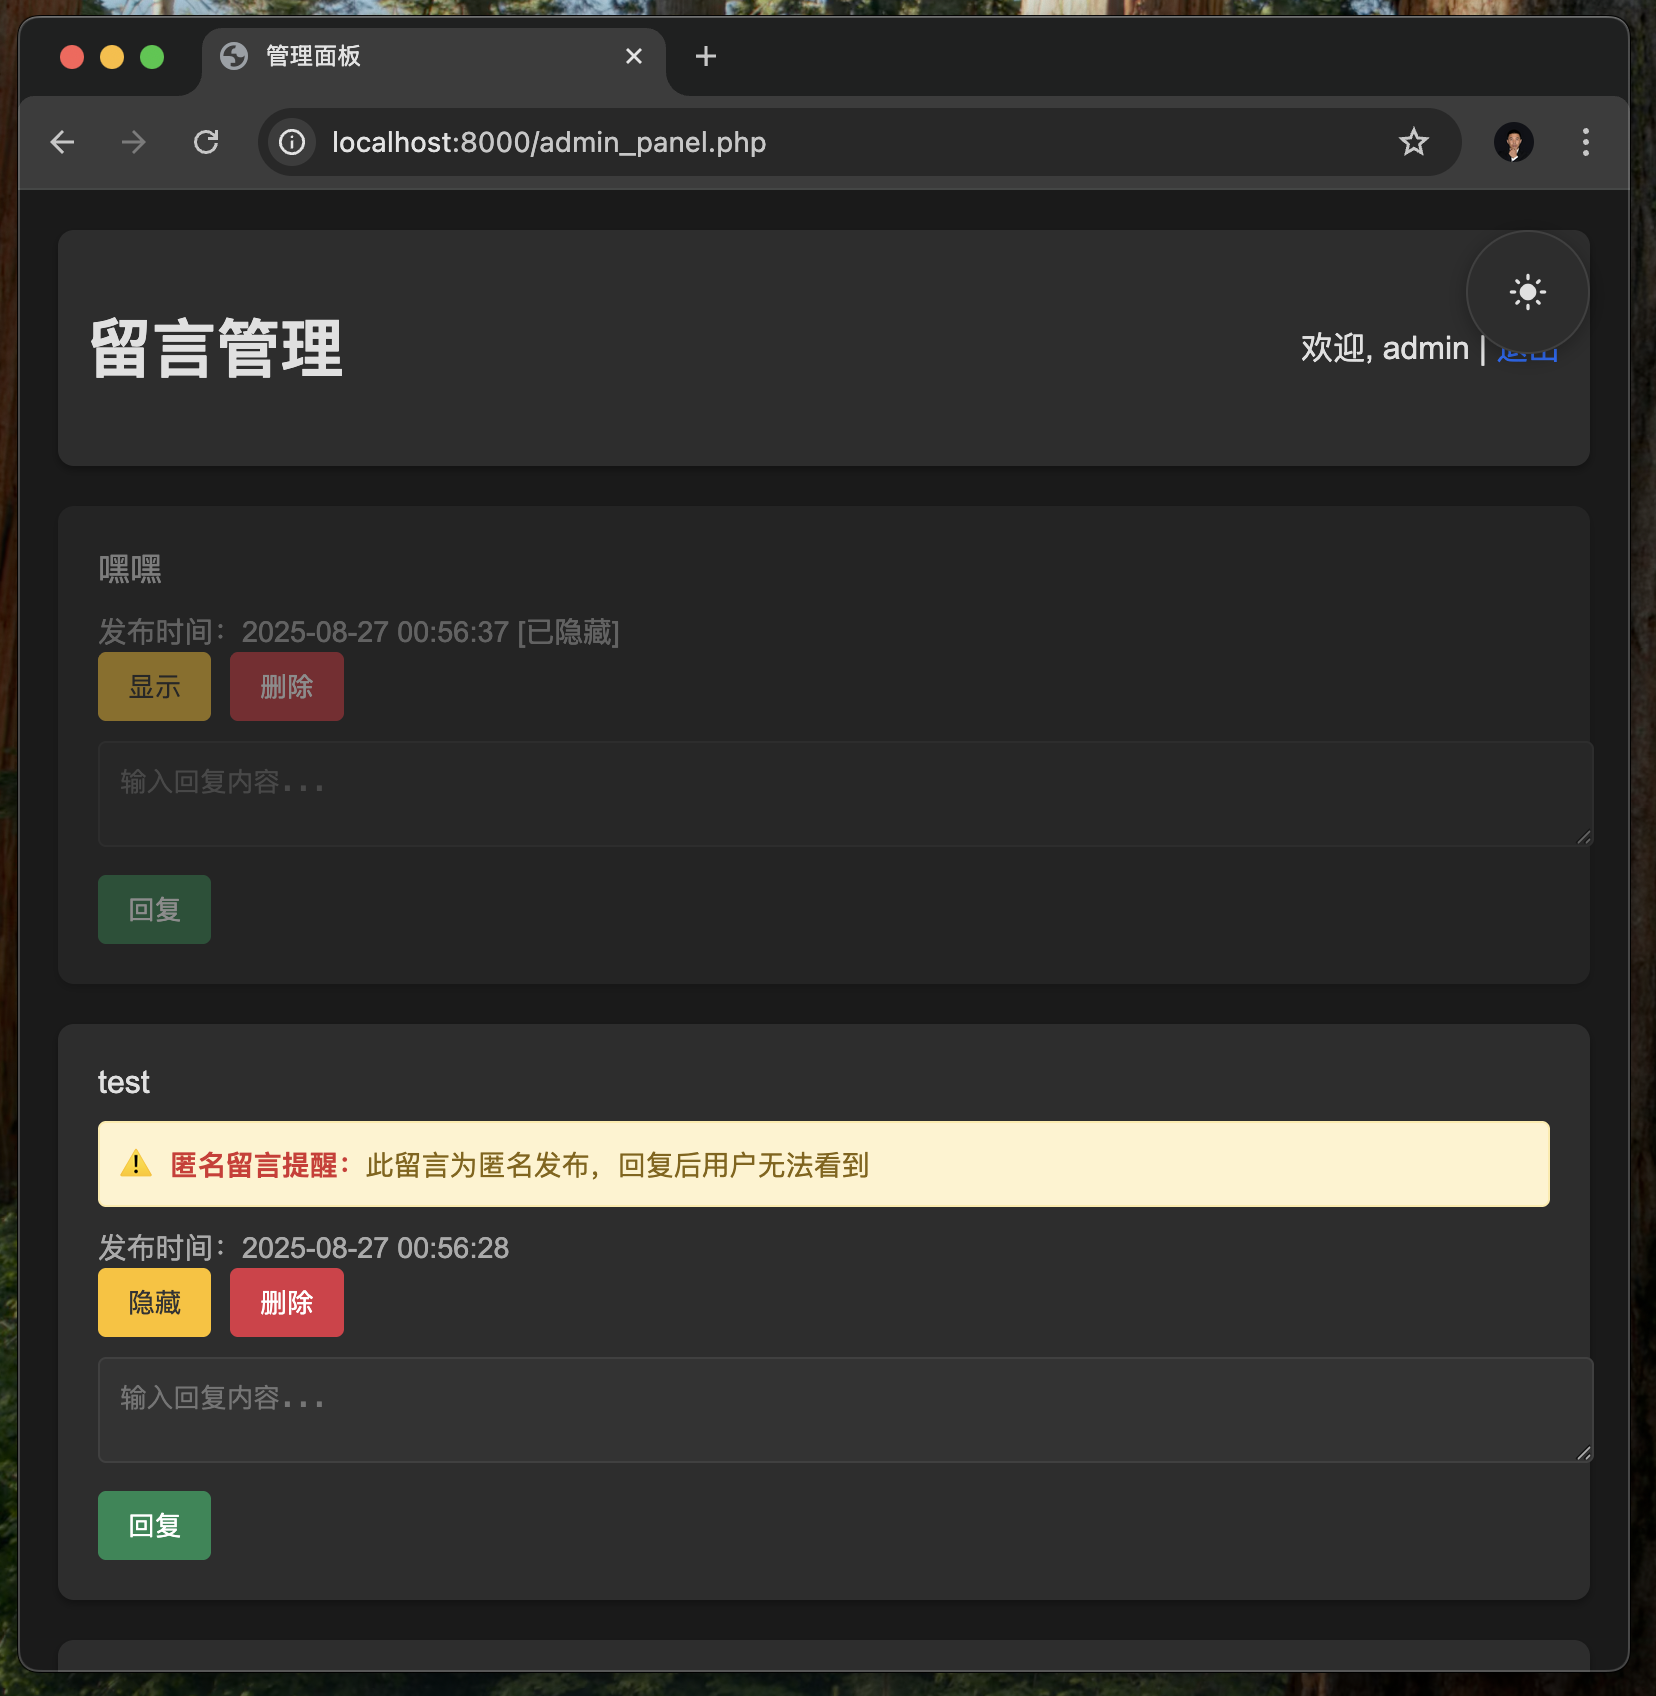 管理面板
localhost:8000/admin_panel.php
留言管理
欢迎, admin |
嘿嘿
发布时间：2025-08-27 00:56:37 [已隐藏]
显示 删除
输入回复内容...
回复
test
⚠️ 匿名留言提醒：此留言为匿名发布，回复后用户无法看到
发布时间：2025-08-27 00:56:28
隐藏 删除
输入回复内容...
回复